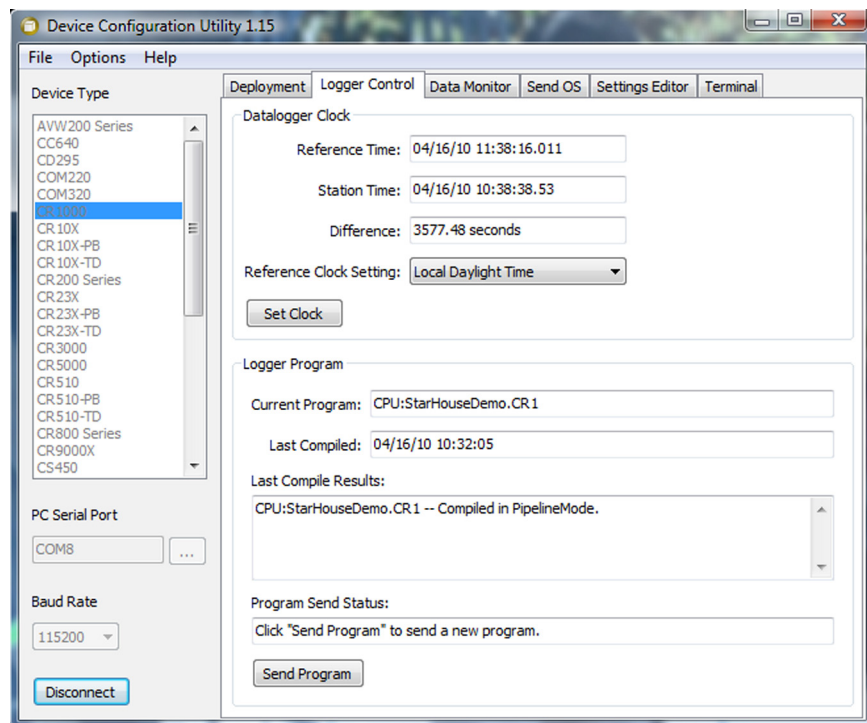 Device Configuration Utility 1.15
File Options Help
Device Type
AVW200 Series
CC640
CD295
COM220
COM320
CR1000
CR10X
CR10X-PB
CR10X-TD
CR200 Series
CR23X
CR23X-PB
CR23X-TD
CR3000
CR5000
CR510
CR510-PB
CR510-TD
CR800 Series
CR9000X
CS450
PC Serial Port
COM8
...
Baud Rate
115200
Disconnect
Deployment Logger Control Data Monitor Send OS Settings Editor Terminal
Datalogger Clock
Reference Time: 04/16/10 11:38:16.011
Station Time: 04/16/10 10:38:38.53
Difference: 3577.48 seconds
Reference Clock Setting: Local Daylight Time
Set Clock
Logger Program
Current Program: CPU:StarHouseDemo.CR1
Last Compiled: 04/16/10 10:32:05
Last Compile Results:
CPU:StarHouseDemo.CR1 -- Compiled in PipelineMode.
Program Send Status:
Click "Send Program" to send a new program.
Send Program